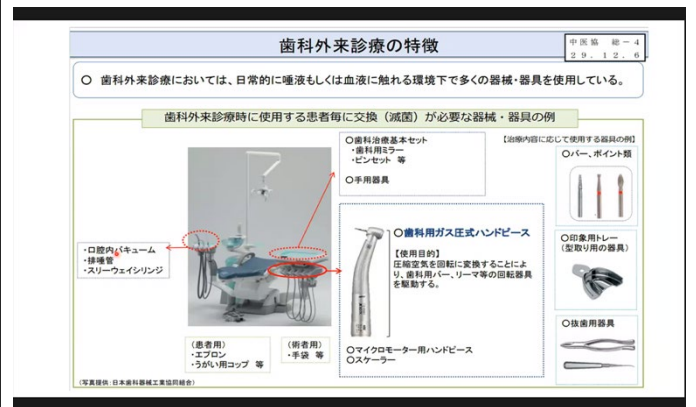 歯科外来診療の特徴
中医協 総－4
29．12．6
○ 歯科外来診療においては、日常的に唾液もしくは血液に触れる環境下で多くの器械・器具を使用している。
歯科外来診療時に使用する患者毎に交換（滅菌）が必要な器械・器具の例
○歯科治療基本セット
・歯科用ミラー
・ピンセット 等
○手用器具
【治療内容に応じて使用する器具の例】
○バー、ポイント類
・口腔内バキューム
・排唾管
・スリーウェイシリンジ
○歯科用ガス圧式ハンドピース
【使用目的】
圧縮空気を回転に変換することによ
り、歯科用バー、リーマ等の回転器具
を駆動する。
○印象用トレー
（型取り用の器具）
○抜歯用器具
（患者用）
・エプロン
・うがい用コップ 等
（術者用）
・手袋 等
○マイクロモーター用ハンドピース
○スケーラー
（写真提供：日本歯科器械工業協同組合）